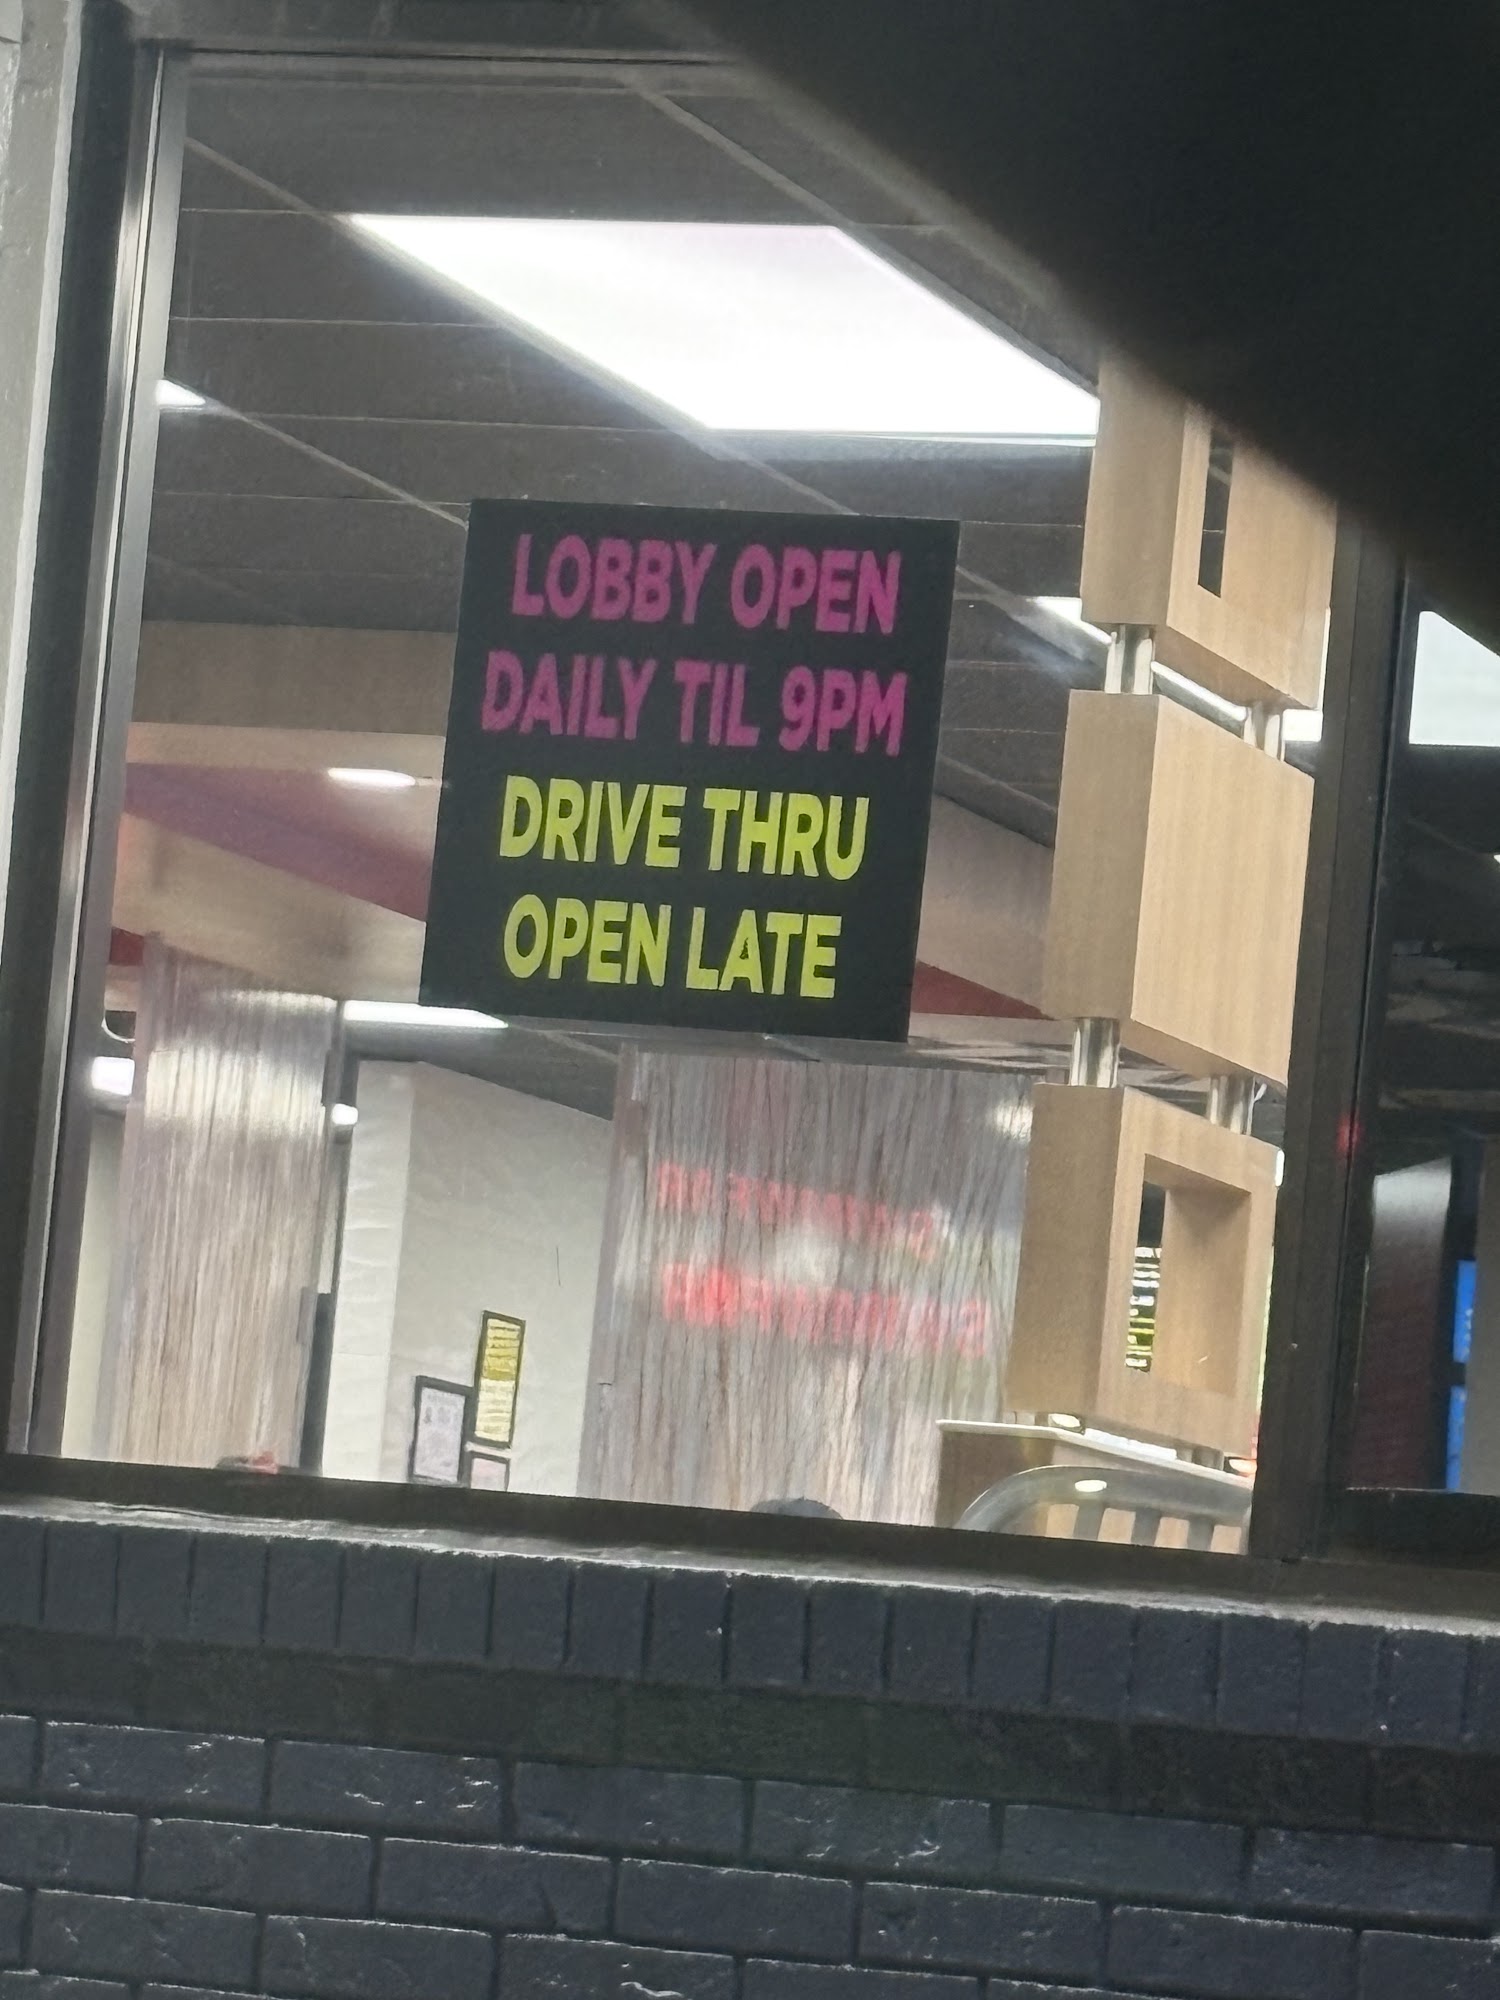 LOBBY OPEN
DAILY TIL 9PM
DRIVE THRU
OPEN LATE